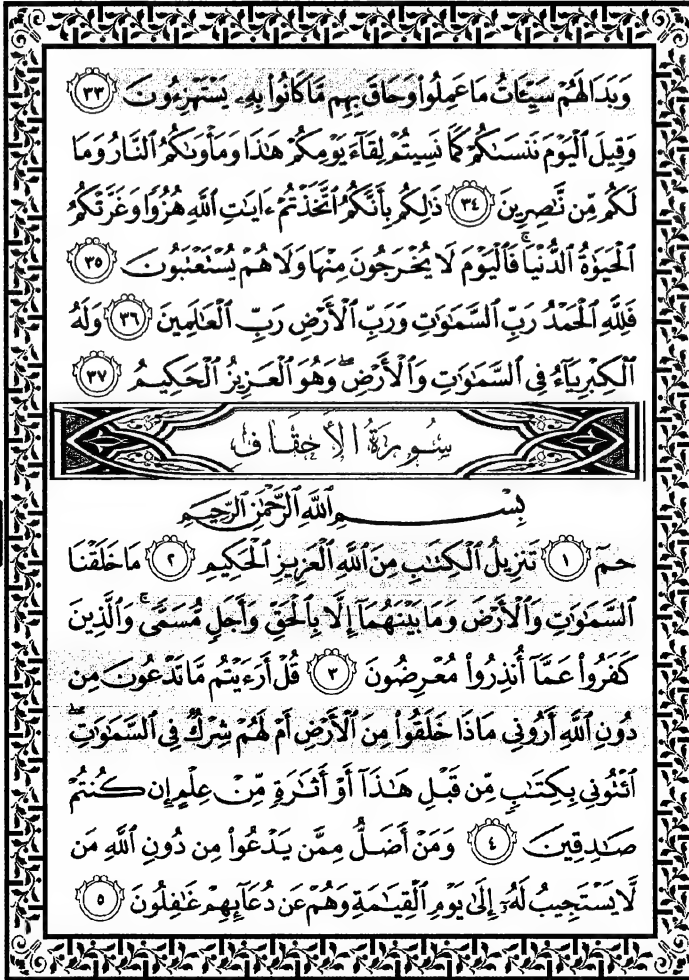 وَبَدَا لَهُمْ سَيِّـَٔاتُ مَا عَمِلُوا۟ وَحَاقَ بِهِم مَّا كَانُوا۟ بِهِۦ يَسْتَهْزِءُونَ ٣٣
وَقِيلَ ٱلْيَوْمَ نَنسَىٰكُمْ كَمَا نَسِيتُمْ لِقَآءَ يَوْمِكُمْ هَٰذَا وَمَأْوَىٰكُمُ ٱلنَّارُ وَمَا
لَكُم مِّن نَّـٰصِرِينَ ٣٤ ذَٰلِكُم بِأَنَّكُمُ ٱتَّخَذْتُمْ ءَايَـٰتِ ٱللَّهِ هُزُوًا وَغَرَّتْكُمُ
ٱلْحَيَوٰةُ ٱلدُّنْيَا ۚ فَٱلْيَوْمَ لَا يُخْرَجُونَ مِنْهَا وَلَا هُمْ يُسْتَعْتَبُونَ ٣٥
فَلِلَّهِ ٱلْحَمْدُ رَبِّ ٱلسَّمَـٰوَٰتِ وَرَبِّ ٱلْأَرْضِ رَبِّ ٱلْعَـٰلَمِينَ ٣٦ وَلَهُ
ٱلْكِبْرِيَآءُ فِى ٱلسَّمَـٰوَٰتِ وَٱلْأَرْضِ ۖ وَهُوَ ٱلْعَزِيزُ ٱلْحَكِيمُ ٣٧
سُورَةُ الأَحْقَافِ
بِسْمِ ٱللَّهِ ٱلرَّحْمَـٰنِ ٱلرَّحِيمِ
حمٓ ١ تَنزِيلُ ٱلْكِتَـٰبِ مِنَ ٱللَّهِ ٱلْعَزِيزِ ٱلْحَكِيمِ ٢ مَا خَلَقْنَا
ٱلسَّمَـٰوَٰتِ وَٱلْأَرْضَ وَمَا بَيْنَهُمَآ إِلَّا بِٱلْحَقِّ وَأَجَلٍ مُّسَمًّى ۚ وَٱلَّذِينَ
كَفَرُوا۟ عَمَّآ أُنذِرُوا۟ مُعْرِضُونَ ٣ قُلْ أَرَءَيْتُم مَّا تَدْعُونَ مِن
دُونِ ٱللَّهِ أَرُونِى مَاذَا خَلَقُوا۟ مِنَ ٱلْأَرْضِ أَمْ لَهُمْ شِرْكٌ فِى ٱلسَّمَـٰوَٰتِ ۖ
ٱئْتُونِى بِكِتَـٰبٍ مِّن قَبْلِ هَـٰذَآ أَوْ أَثَـٰرَةٍ مِّنْ عِلْمٍ إِن كُنتُمْ
صَـٰدِقِينَ ٤ وَمَنْ أَضَلُّ مِمَّن يَدْعُوا۟ مِن دُونِ ٱللَّهِ مَن
لَّا يَسْتَجِيبُ لَهُۥٓ إِلَىٰ يَوْمِ ٱلْقِيَـٰمَةِ وَهُمْ عَن دُعَآئِهِمْ غَـٰفِلُونَ ٥